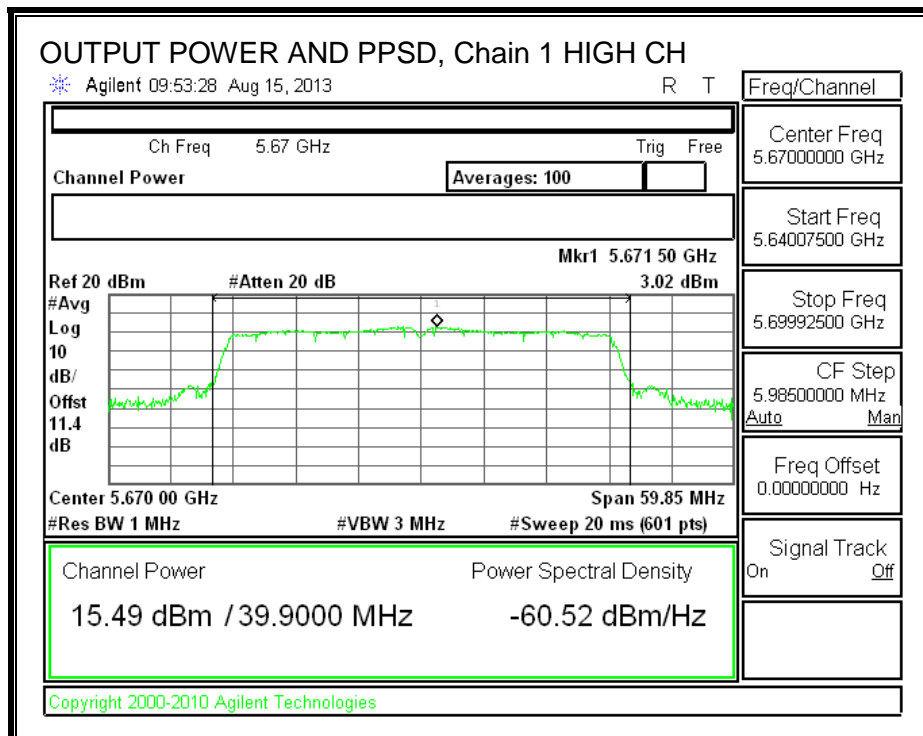 OUTPUT POWER AND PPSD, Chain 1 HIGH CH
Agilent 09:53:28 Aug 15, 2013 R T
Freq/Channel
Ch Freq 5.67 GHz Trig Free
Channel Power Averages: 100
Mkr1 5.671 50 GHz
Ref 20 dBm #Atten 20 dB 3.02 dBm
#Avg
Log
10
dB/
Offst
11.4
dB
1
Center 5.670 00 GHz Span 59.85 MHz
#Res BW 1 MHz #VBW 3 MHz #Sweep 20 ms (601 pts)
Channel Power Power Spectral Density
15.49 dBm / 39.9000 MHz -60.52 dBm/Hz
Center Freq
5.67000000 GHz
Start Freq
5.64007500 GHz
Stop Freq
5.69992500 GHz
CF Step
5.98500000 MHz
Auto Man
Freq Offset
0.00000000 Hz
Signal Track
On Off
Copyright 2000-2010 Agilent Technologies